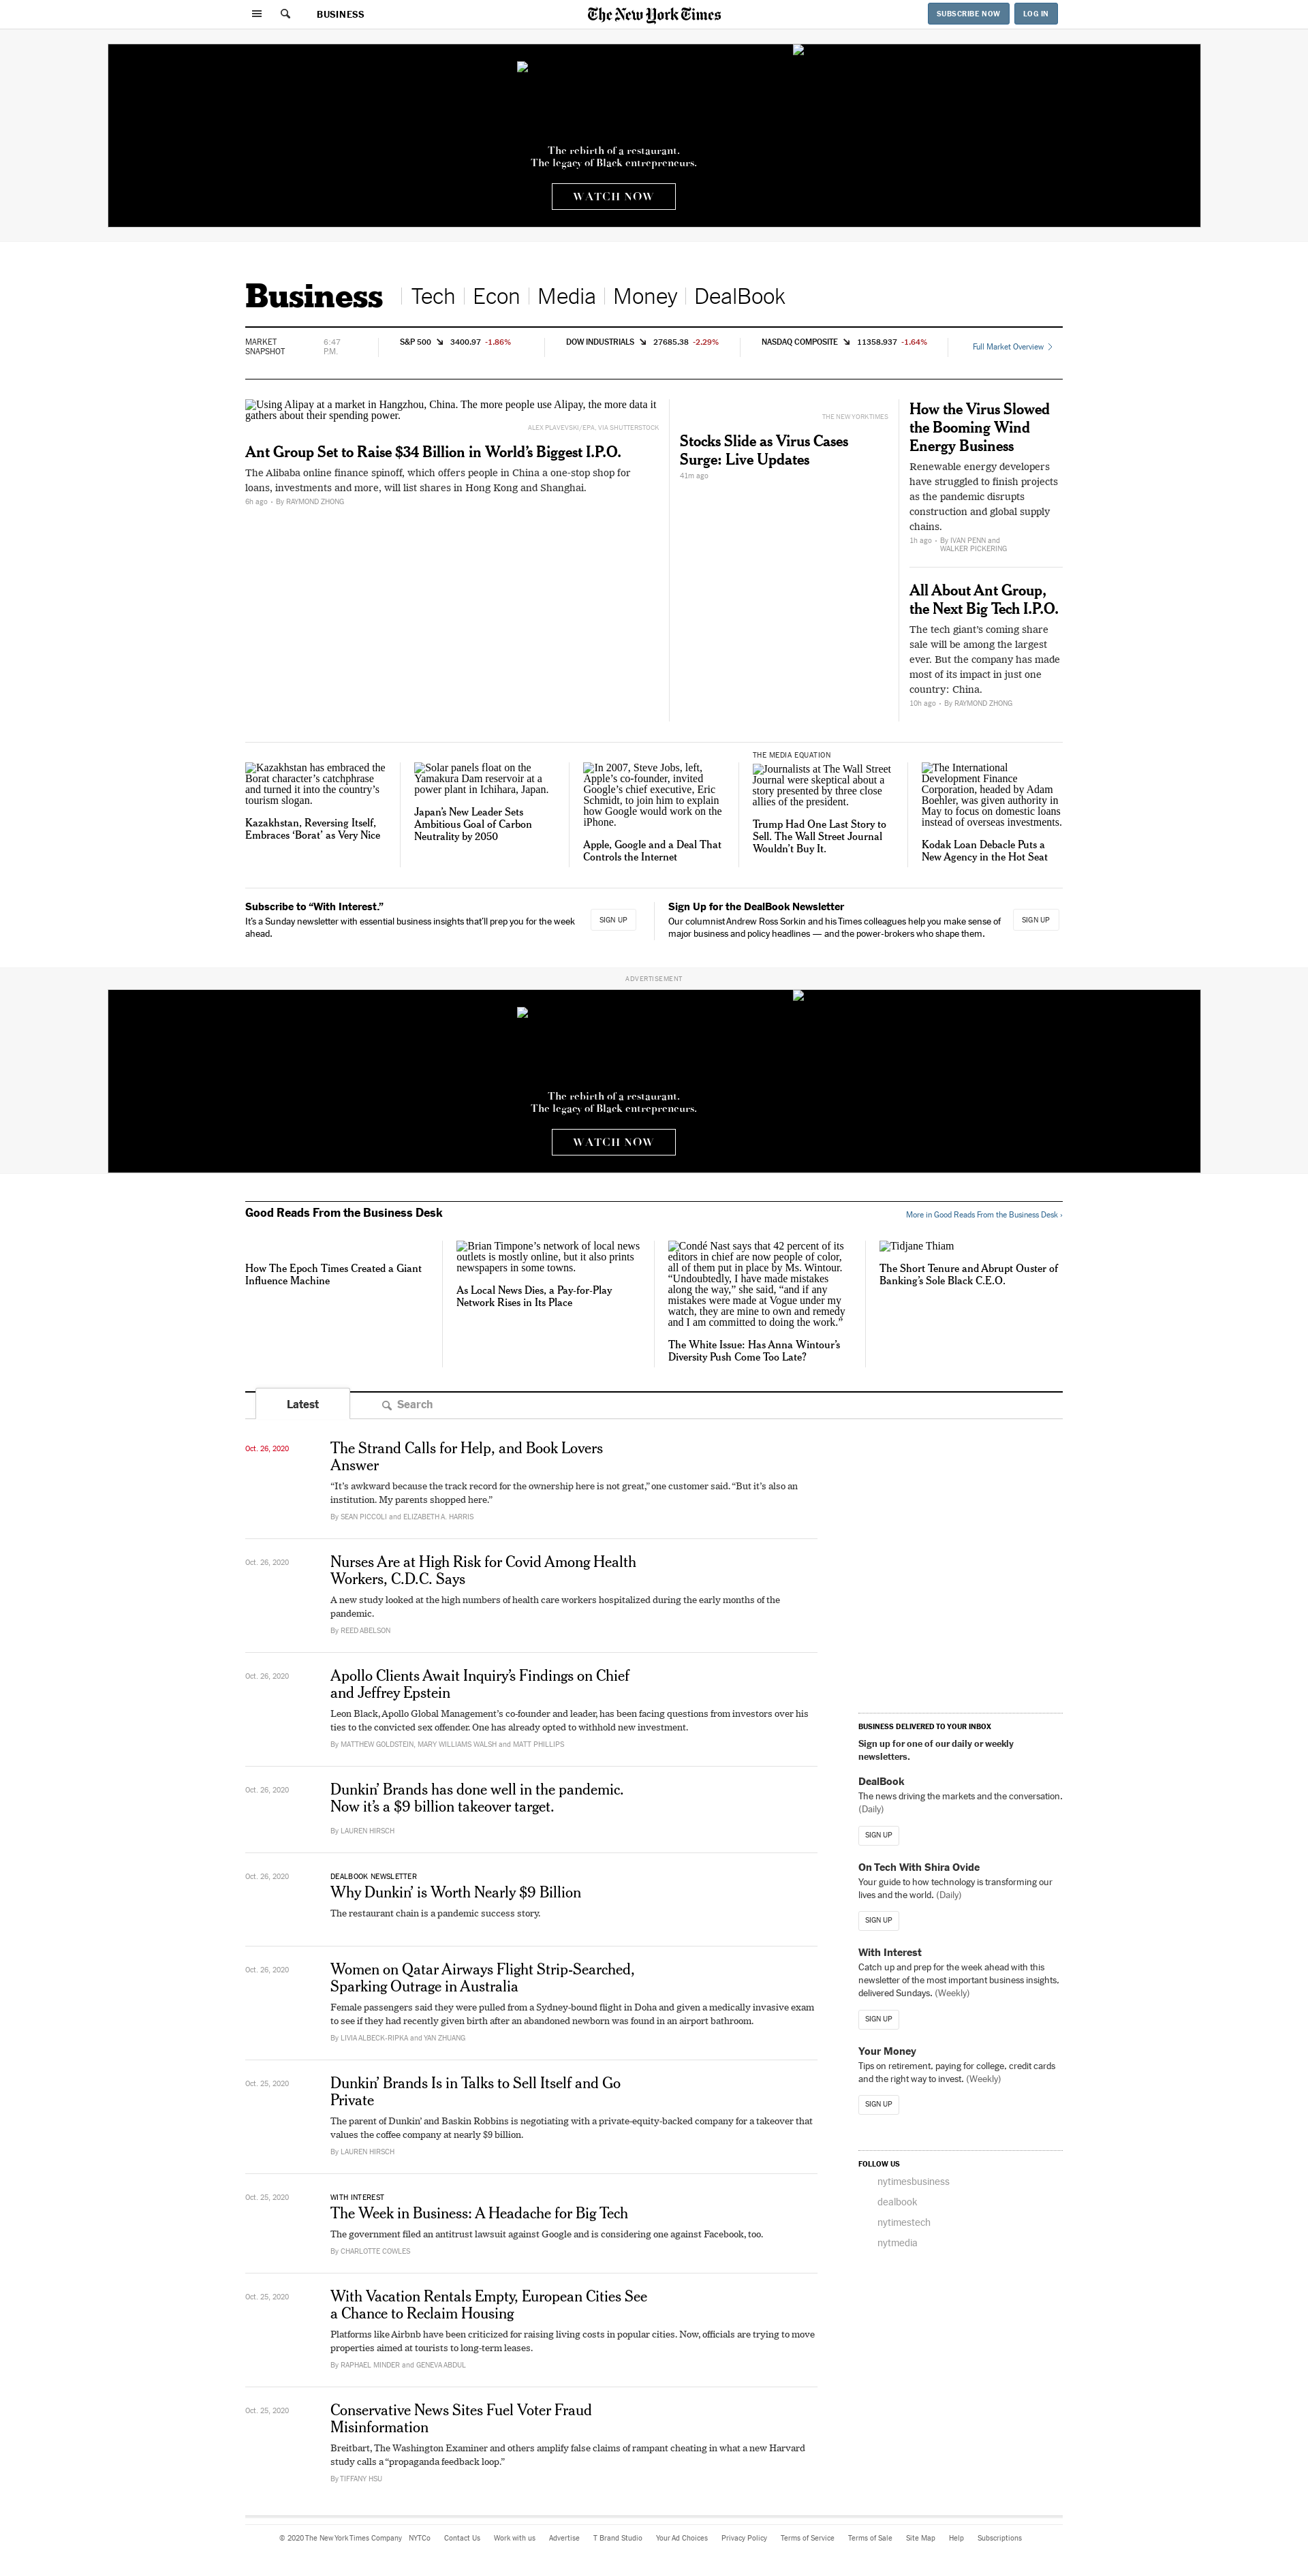 BUSINESS
The New York Times
SUBSCRIBE NOW
LOG IN
The rebirth of a restaurant.
The legacy of Black entrepreneurs.
WATCH NOW
Business
Tech
Econ
Media
Money
DealBook
MARKET
SNAPSHOT
6:47
P.M.
S&P 500 3400.97 -1.86%
DOW INDUSTRIALS 27685.38 -2.29%
NASDAQ COMPOSITE 11358.937 -1.64%
Full Market Overview
Using Alipay at a market in Hangzhou, China. The more people use Alipay, the more data it
gathers about their spending power.
ALEX PLAVEVSKI/EPA, VIA SHUTTERSTOCK
Ant Group Set to Raise $34 Billion in World’s Biggest I.P.O.
The Alibaba online finance spinoff, which offers people in China a one-stop shop for
loans, investments and more, will list shares in Hong Kong and Shanghai.
6h ago • By RAYMOND ZHONG
THE NEW YORK TIMES
Stocks Slide as Virus Cases
Surge: Live Updates
41m ago
How the Virus Slowed
the Booming Wind
Energy Business
Renewable energy developers
have struggled to finish projects
as the pandemic disrupts
construction and global supply
chains.
1h ago • By IVAN PENN and
WALKER PICKERING
All About Ant Group,
the Next Big Tech I.P.O.
The tech giant’s coming share
sale will be among the largest
ever. But the company has made
most of its impact in just one
country: China.
10h ago • By RAYMOND ZHONG
Kazakhstan has embraced the
Borat character’s catchphrase
and turned it into the country’s
tourism slogan.
Kazakhstan, Reversing Itself,
Embraces ‘Borat’ as Very Nice
Solar panels float on the
Yamakura Dam reservoir at a
power plant in Ichihara, Japan.
Japan’s New Leader Sets
Ambitious Goal of Carbon
Neutrality by 2050
In 2007, Steve Jobs, left,
Apple’s co-founder, invited
Google’s chief executive, Eric
Schmidt, to join him to explain
how Google would work on the
iPhone.
Apple, Google and a Deal That
Controls the Internet
THE MEDIA EQUATION
Journalists at The Wall Street
Journal were skeptical about a
story presented by three close
allies of the president.
Trump Had One Last Story to
Sell. The Wall Street Journal
Wouldn’t Buy It.
The International
Development Finance
Corporation, headed by Adam
Boehler, was given authority in
May to focus on domestic loans
instead of overseas investments.
Kodak Loan Debacle Puts a
New Agency in the Hot Seat
Subscribe to “With Interest.”
It’s a Sunday newsletter with essential business insights that’ll prep you for the week
ahead.
SIGN UP
Sign Up for the DealBook Newsletter
Our columnist Andrew Ross Sorkin and his Times colleagues help you make sense of
major business and policy headlines — and the power-brokers who shape them.
SIGN UP
ADVERTISEMENT
The rebirth of a restaurant.
The legacy of Black entrepreneurs.
WATCH NOW
Good Reads From the Business Desk
More in Good Reads From the Business Desk ›
How The Epoch Times Created a Giant
Influence Machine
Brian Timpone’s network of local news
outlets is mostly online, but it also prints
newspapers in some towns.
As Local News Dies, a Pay-for-Play
Network Rises in Its Place
Condé Nast says that 42 percent of its
editors in chief are now people of color,
all of them put in place by Ms. Wintour.
“Undoubtedly, I have made mistakes
along the way,” she said, “and if any
mistakes were made at Vogue under my
watch, they are mine to own and remedy
and I am committed to doing the work.”
The White Issue: Has Anna Wintour’s
Diversity Push Come Too Late?
Tidjane Thiam
The Short Tenure and Abrupt Ouster of
Banking’s Sole Black C.E.O.
Latest
Search
Oct. 26, 2020
The Strand Calls for Help, and Book Lovers
Answer
“It’s awkward because the track record for the ownership here is not great,” one customer said. “But it’s also an
institution. My parents shopped here.”
By SEAN PICCOLI and ELIZABETH A. HARRIS
Oct. 26, 2020
Nurses Are at High Risk for Covid Among Health
Workers, C.D.C. Says
A new study looked at the high numbers of health care workers hospitalized during the early months of the
pandemic.
By REED ABELSON
Oct. 26, 2020
Apollo Clients Await Inquiry’s Findings on Chief
and Jeffrey Epstein
Leon Black, Apollo Global Management’s co-founder and leader, has been facing questions from investors over his
ties to the convicted sex offender. One has already opted to withhold new investment.
By MATTHEW GOLDSTEIN, MARY WILLIAMS WALSH and MATT PHILLIPS
Oct. 26, 2020
Dunkin’ Brands has done well in the pandemic.
Now it’s a $9 billion takeover target.
By LAUREN HIRSCH
Oct. 26, 2020
DEALBOOK NEWSLETTER
Why Dunkin’ is Worth Nearly $9 Billion
The restaurant chain is a pandemic success story.
Oct. 26, 2020
Women on Qatar Airways Flight Strip-Searched,
Sparking Outrage in Australia
Female passengers said they were pulled from a Sydney-bound flight in Doha and given a medically invasive exam
to see if they had recently given birth after an abandoned newborn was found in an airport bathroom.
By LIVIA ALBECK-RIPKA and YAN ZHUANG
Oct. 25, 2020
Dunkin’ Brands Is in Talks to Sell Itself and Go
Private
The parent of Dunkin’ and Baskin Robbins is negotiating with a private-equity-backed company for a takeover that
values the coffee company at nearly $9 billion.
By LAUREN HIRSCH
Oct. 25, 2020
WITH INTEREST
The Week in Business: A Headache for Big Tech
The government filed an antitrust lawsuit against Google and is considering one against Facebook, too.
By CHARLOTTE COWLES
Oct. 25, 2020
With Vacation Rentals Empty, European Cities See
a Chance to Reclaim Housing
Platforms like Airbnb have been criticized for raising living costs in popular cities. Now, officials are trying to move
properties aimed at tourists to long-term leases.
By RAPHAEL MINDER and GENEVA ABDUL
Oct. 25, 2020
Conservative News Sites Fuel Voter Fraud
Misinformation
Breitbart, The Washington Examiner and others amplify false claims of rampant cheating in what a new Harvard
study calls a “propaganda feedback loop.”
By TIFFANY HSU
BUSINESS DELIVERED TO YOUR INBOX
Sign up for one of our daily or weekly
newsletters.
DealBook
The news driving the markets and the conversation.
(Daily)
SIGN UP
On Tech With Shira Ovide
Your guide to how technology is transforming our
lives and the world. (Daily)
SIGN UP
With Interest
Catch up and prep for the week ahead with this
newsletter of the most important business insights,
delivered Sundays. (Weekly)
SIGN UP
Your Money
Tips on retirement, paying for college, credit cards
and the right way to invest. (Weekly)
SIGN UP
FOLLOW US
nytimesbusiness
dealbook
nytimestech
nytmedia
© 2020 The New York Times Company NYTCo Contact Us Work with us Advertise T Brand Studio Your Ad Choices Privacy Policy Terms of Service Terms of Sale Site Map Help Subscriptions